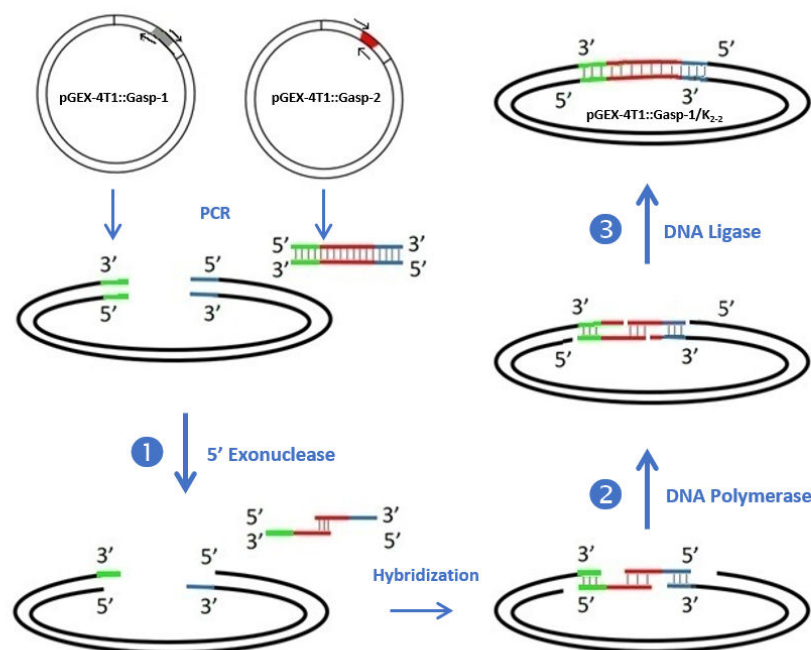 pGEX-4T1::Gasp-1
pGEX-4T1::Gasp-2
PCR
5’ 3’
3’ 5’
3’ 5’
5’ 3’
1
5’ Exonuclease
5’ 3’
3’ 5’
3’ 5’
5’ 3’
Hybridization
3’ 5’
5’ 3’
2
DNA Polymerase
3’ 5’
5’ 3’
3
DNA Ligase
3’ 5’
5’ 3’
pGEX-4T1::Gasp-1/K2-2